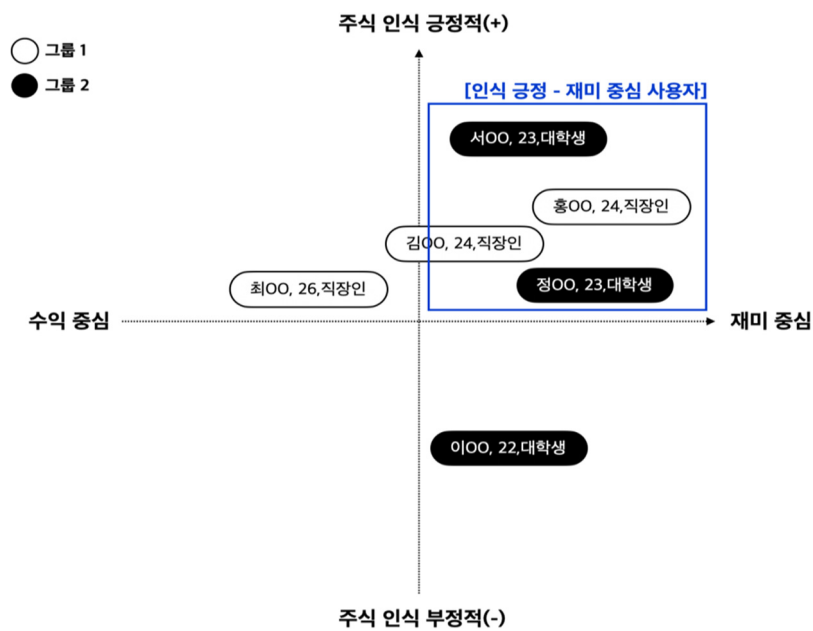 주식 인식 긍정적(+)
그룹 1
그룹 2
[인식 긍정 - 재미 중심 사용자]
서OO, 23,대학생
홍OO, 24,직장인
김OO, 24,직장인
정OO, 23,대학생
최OO, 26,직장인
수익 중심
재미 중심
이OO, 22,대학생
주식 인식 부정적(-)